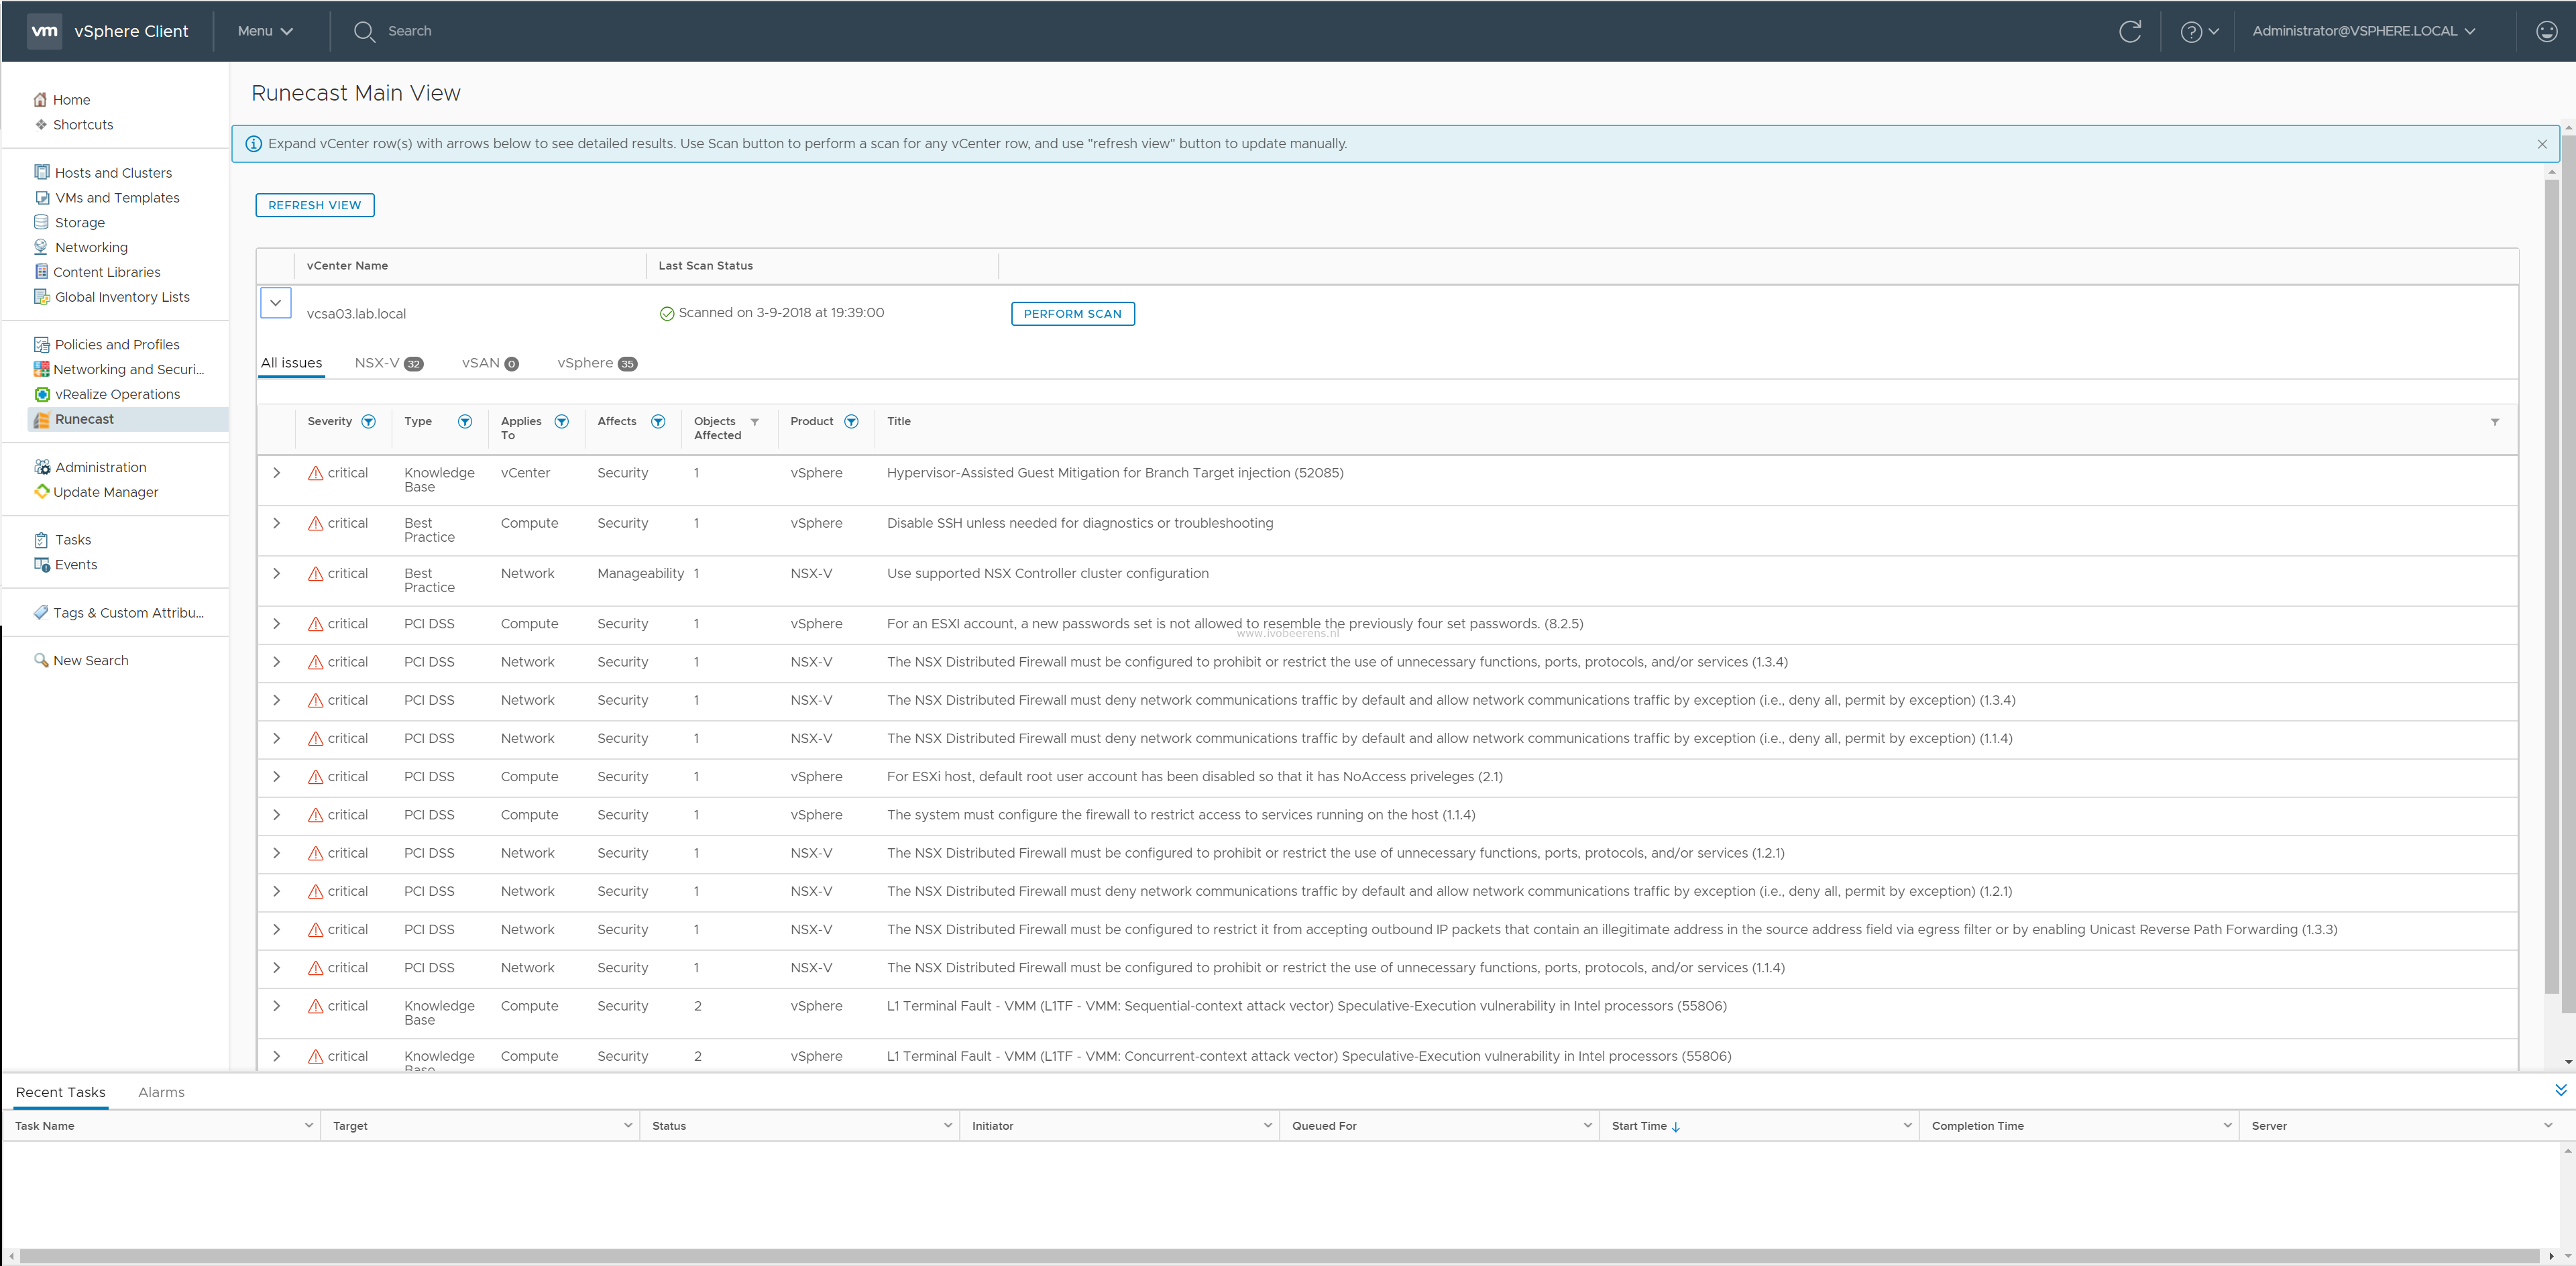 vm vSphere Client Menu Search Administrator@VSPHERE.LOCAL
Home
Shortcuts
Hosts and Clusters
VMs and Templates
Storage
Networking
Content Libraries
Global Inventory Lists
Policies and Profiles
Networking and Securi...
vRealize Operations
Runecast
Administration
Update Manager
Tasks
Events
Tags & Custom Attribu...
New Search
Runecast Main View
Expand vCenter row(s) with arrows below to see detailed results. Use Scan button to perform a scan for any vCenter row, and use "refresh view" button to update manually.
REFRESH VIEW
vCenter Name Last Scan Status
vcsa03.lab.local Scanned on 3-9-2018 at 19:39:00 PERFORM SCAN
All issues NSX-V 32 vSAN 0 vSphere 35
Severity Type Applies To Affects Objects Affected Product Title
critical Knowledge Base vCenter Security 1 vSphere Hypervisor-Assisted Guest Mitigation for Branch Target injection (52085)
critical Best Practice Compute Security 1 vSphere Disable SSH unless needed for diagnostics or troubleshooting
critical Best Practice Network Manageability 1 NSX-V Use supported NSX Controller cluster configuration
critical PCI DSS Compute Security 1 vSphere For an ESXI account, a new passwords set is not allowed to resemble the previously four set passwords. (8.2.5)
www.ivobeerens.nl
critical PCI DSS Network Security 1 NSX-V The NSX Distributed Firewall must be configured to prohibit or restrict the use of unnecessary functions, ports, protocols, and/or services (1.3.4)
critical PCI DSS Network Security 1 NSX-V The NSX Distributed Firewall must deny network communications traffic by default and allow network communications traffic by exception (i.e., deny all, permit by exception) (1.3.4)
critical PCI DSS Network Security 1 NSX-V The NSX Distributed Firewall must deny network communications traffic by default and allow network communications traffic by exception (i.e., deny all, permit by exception) (1.1.4)
critical PCI DSS Compute Security 1 vSphere For ESXi host, default root user account has been disabled so that it has NoAccess priveleges (2.1)
critical PCI DSS Compute Security 1 vSphere The system must configure the firewall to restrict access to services running on the host (1.1.4)
critical PCI DSS Network Security 1 NSX-V The NSX Distributed Firewall must be configured to prohibit or restrict the use of unnecessary functions, ports, protocols, and/or services (1.2.1)
critical PCI DSS Network Security 1 NSX-V The NSX Distributed Firewall must deny network communications traffic by default and allow network communications traffic by exception (i.e., deny all, permit by exception) (1.2.1)
critical PCI DSS Network Security 1 NSX-V The NSX Distributed Firewall must be configured to restrict it from accepting outbound IP packets that contain an illegitimate address in the source address field via egress filter or by enabling Unicast Reverse Path Forwarding (1.3.3)
critical PCI DSS Network Security 1 NSX-V The NSX Distributed Firewall must be configured to prohibit or restrict the use of unnecessary functions, ports, protocols, and/or services (1.1.4)
critical Knowledge Base Compute Security 2 vSphere L1 Terminal Fault - VMM (L1TF - VMM: Sequential-context attack vector) Speculative-Execution vulnerability in Intel processors (55806)
critical Knowledge Base Compute Security 2 vSphere L1 Terminal Fault - VMM (L1TF - VMM: Concurrent-context attack vector) Speculative-Execution vulnerability in Intel processors (55806)
Recent Tasks Alarms
Task Name Target Status Initiator Queued For Start Time Completion Time Server